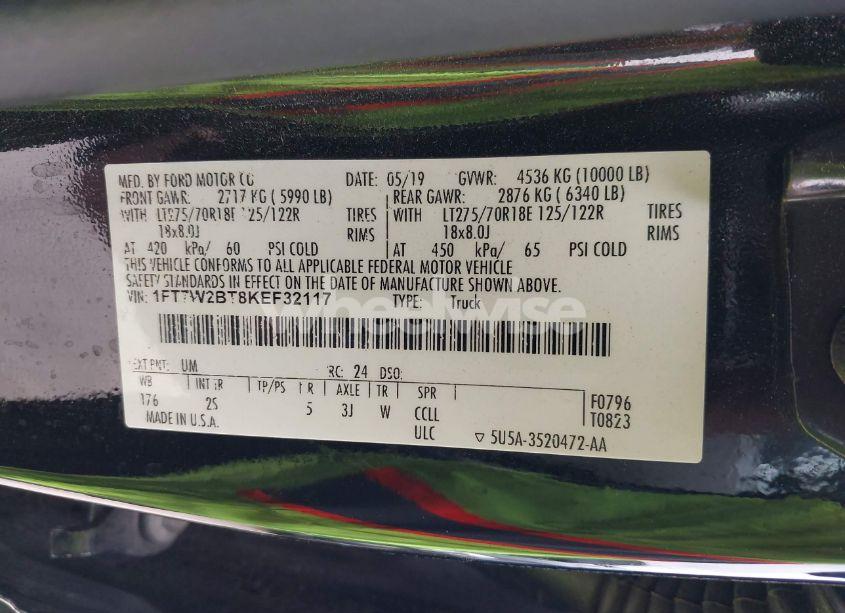 MFD. BY FORD MOTOR CO DATE: 05/19 GVWR: 4536 KG (10000 LB)
FRONT GAWR: 2717 KG ( 5990 LB) REAR GAWR: 2876 KG ( 6340 LB)
WITH LT275/70R18E 125/122R TIRES WITH LT275/70R18E 125/122R TIRES
18x8.0J RIMS 18x8.0J RIMS
AT 420 kPa/ 60 PSI COLD AT 450 kPa/ 65 PSI COLD
THIS VEHICLE CONFORMS TO ALL APPLICABLE FEDERAL MOTOR VEHICLE
SAFETY STANDARDS IN EFFECT ON THE DATE OF MANUFACTURE SHOWN ABOVE.
VIN: 1FT7W2BT8KEF32117 TYPE: Truck
wheelwise
EXT PNT: UM RC: 24 DSO:
WB INT TR TP/PS R AXLE TR SPR
176 2S 5 3J W CCLL F0796
MADE IN U.S.A. ULC T0823
5U5A-3520472-AA